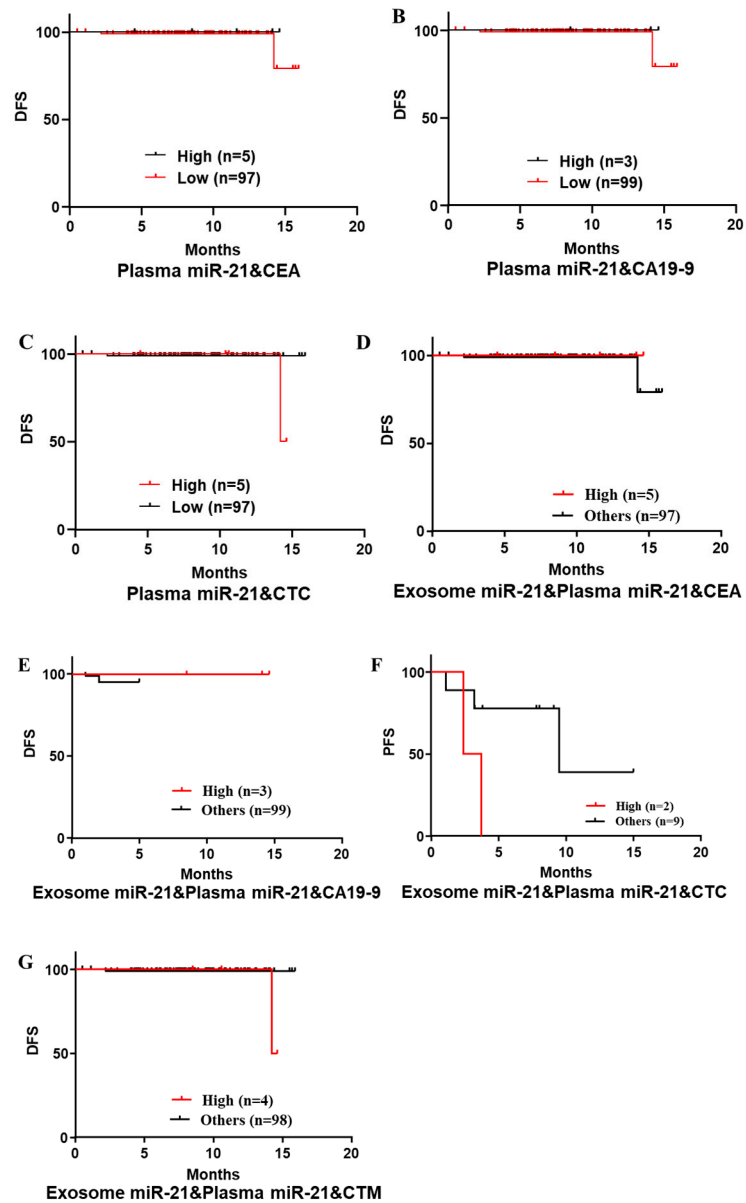 100
50
0
DFS
High (n=5)
Low (n=97)
0 5 10 15 20
Months
Plasma miR-21&CEA
B
100
50
0
DFS
High (n=3)
Low (n=99)
0 5 10 15 20
Months
Plasma miR-21&CA19-9
C
100
50
0
DFS
High (n=5)
Low (n=97)
0 5 10 15 20
Months
Plasma miR-21&CTC
D
100
50
0
DFS
High (n=5)
Others (n=97)
0 5 10 15 20
Months
Exosome miR-21&Plasma miR-21&CEA
E
100
50
0
DFS
High (n=3)
Others (n=99)
0 5 10 15 20
Months
Exosome miR-21&Plasma miR-21&CA19-9
F
100
50
0
PFS
High (n=2)
Others (n=9)
0 5 10 15 20
Months
Exosome miR-21&Plasma miR-21&CTC
G
100
50
0
DFS
High (n=4)
Others (n=98)
0 5 10 15 20
Months
Exosome miR-21&Plasma miR-21&CTM